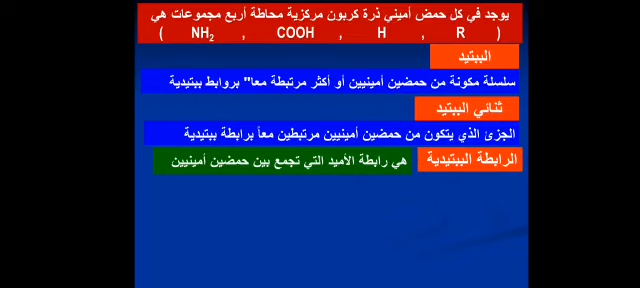 يوجد في كل حمض أميني ذرة كربون مركزية محاطة أربع مجموعات هي
( NH2 , COOH , H , R )
الببتيد
سلسلة مكونة من حمضين أمينيين أو أكثر مرتبطة معا" بروابط ببتيدية
ثنائي الببتيد
الجزئ الذي يتكون من حمضين أمينيين مرتبطين معاً برابطة ببتيدية
الرابطة الببتيدية
هي رابطة الأميد التي تجمع بين حمضين أمينيين